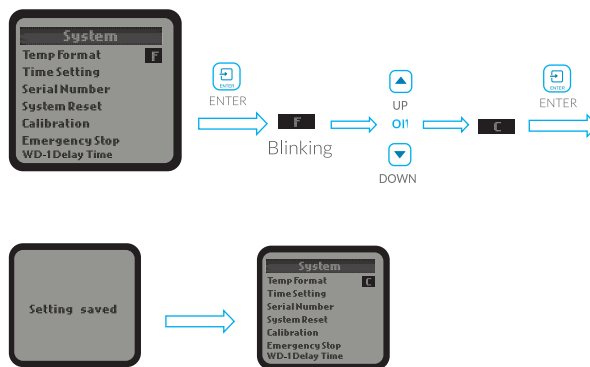 System
Temp Format F
Time Setting
Serial Number
System Reset
Calibration
Emergency Stop
WD-1 Delay Time
ENTER
ENTER
F
Blinking
UP
DOWN
C
ENTER
ENTER
Setting saved
System
Temp Format C
Time Setting
Serial Number
System Reset
Calibration
Emergency Stop
WD-1 Delay Time